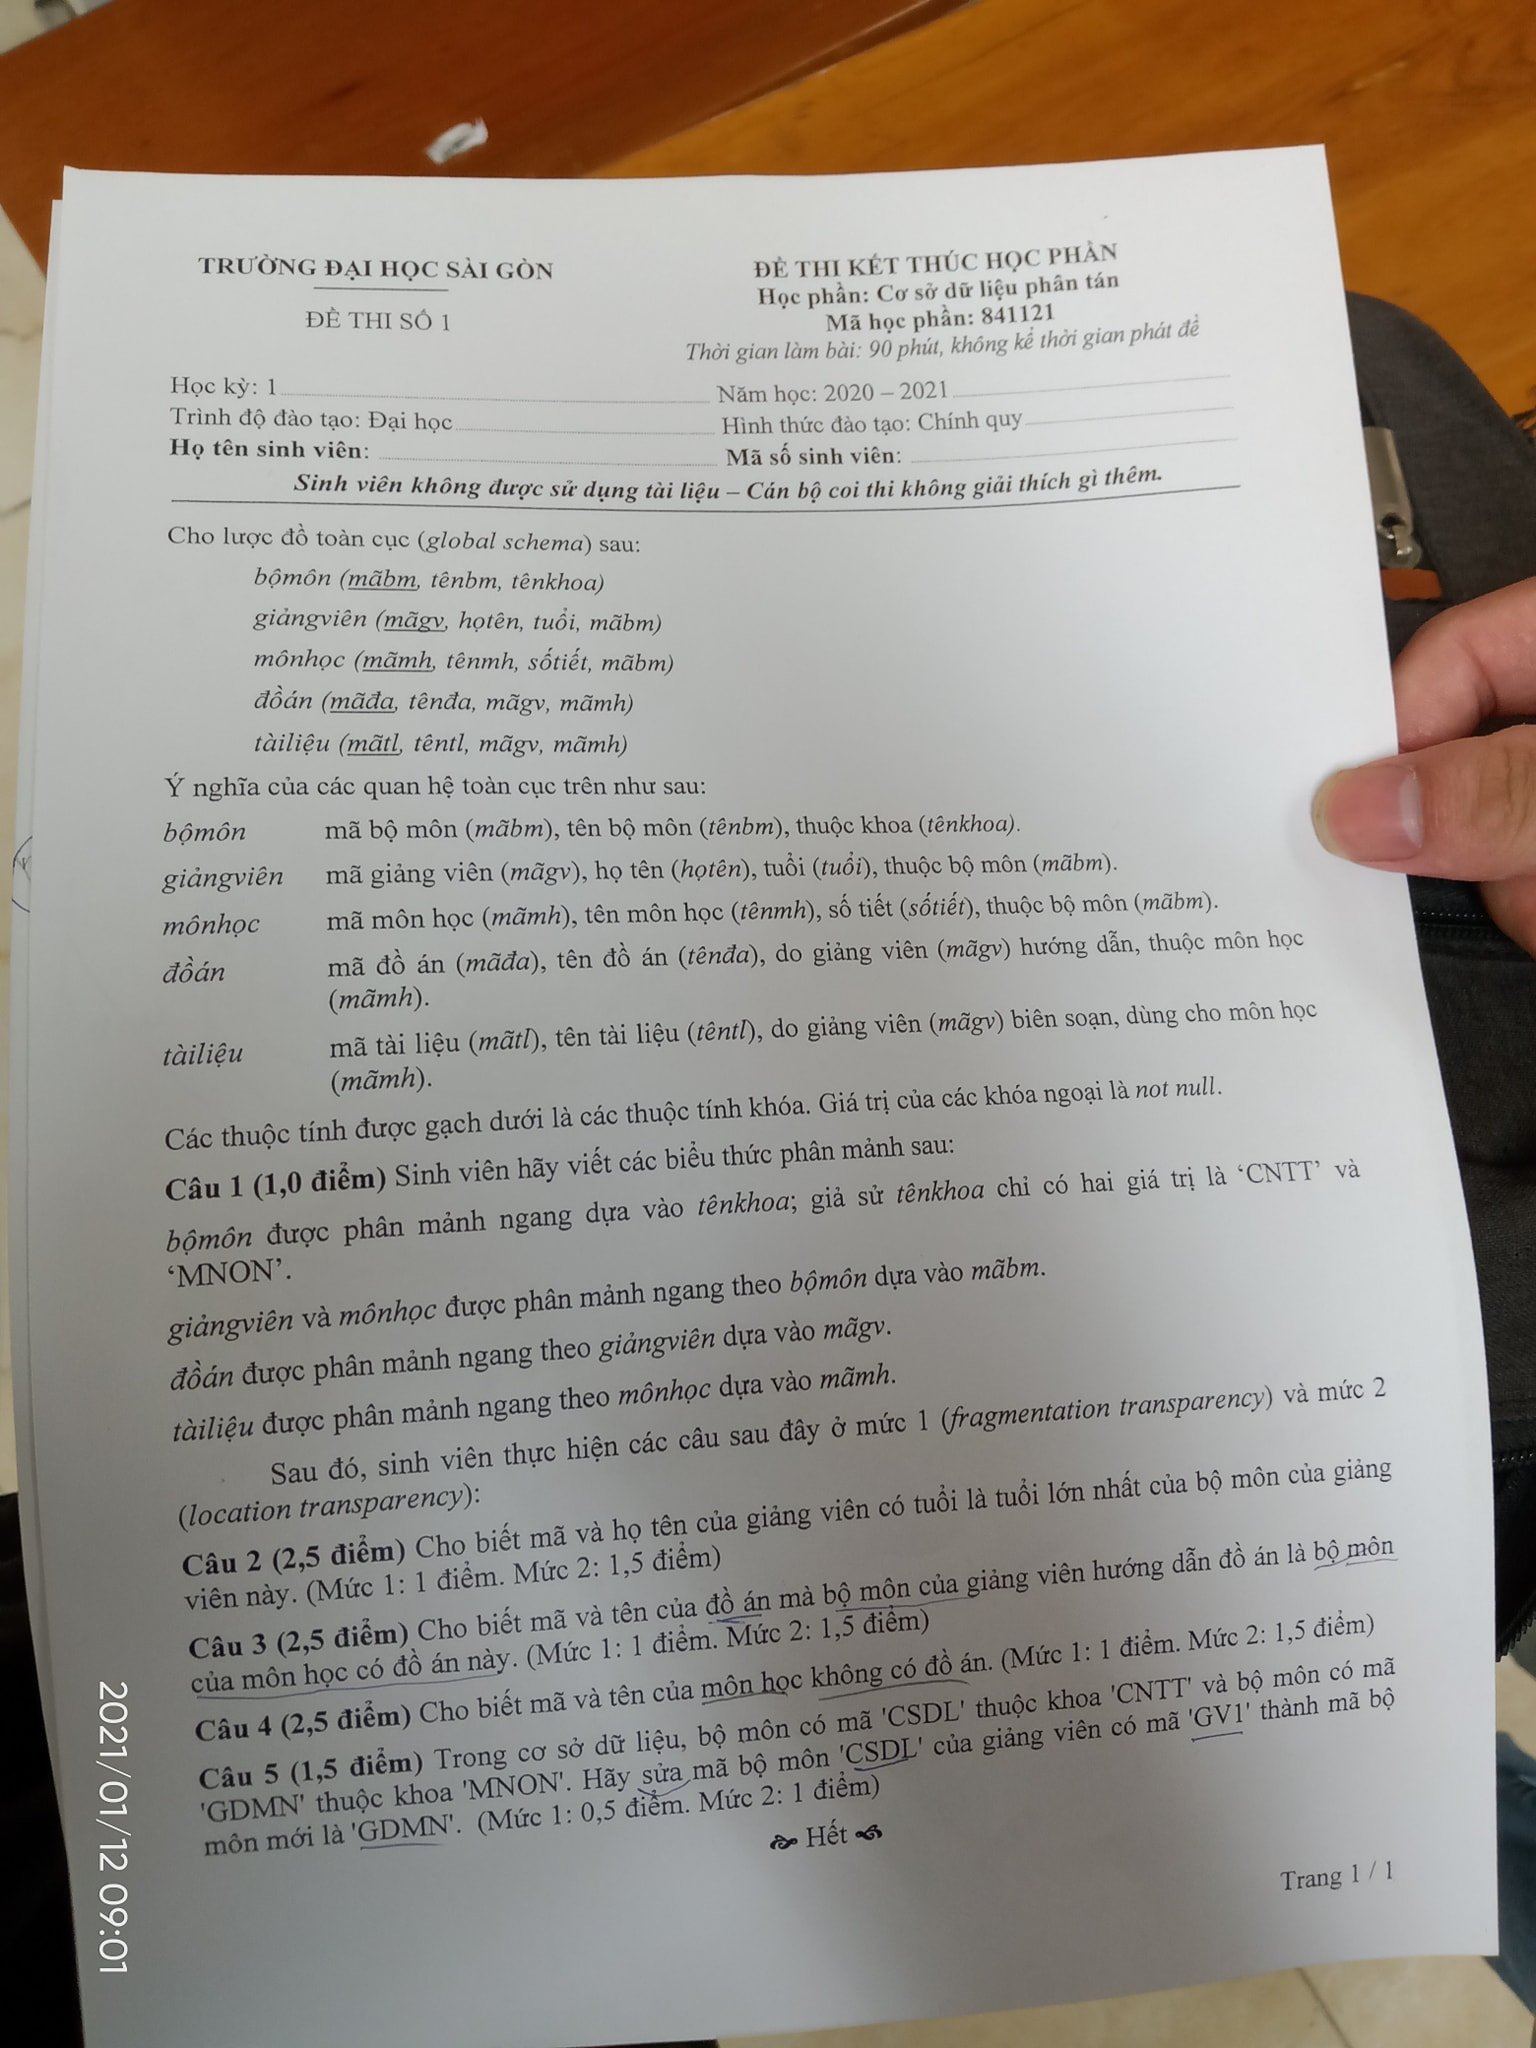 TRƯỜNG ĐẠI HỌC SÀI GÒN
ĐỀ THI SỐ 1
ĐỀ THI KẾT THÚC HỌC PHẦN
Học phần: Cơ sở dữ liệu phân tán
Mã học phần: 841121
Thời gian làm bài: 90 phút, không kể thời gian phát đề
Học kỳ: 1 Năm học: 2020 – 2021
Trình độ đào tạo: Đại học Hình thức đào tạo: Chính quy
Họ tên sinh viên: Mã số sinh viên:
Sinh viên không được sử dụng tài liệu – Cán bộ coi thi không giải thích gì thêm.
Cho lược đồ toàn cục (global schema) sau:
bộmôn (mãbm, tênbm, tênkhoa)
giảngviên (mãgv, họtên, tuổi, mãbm)
mônhọc (mãmh, tênmh, sốtiết, mãbm)
đồán (mãđa, tênđa, mãgv, mãmh)
tàiliệu (mãtl, têntl, mãgv, mãmh)
Ý nghĩa của các quan hệ toàn cục trên như sau:
bộmôn mã bộ môn (mãbm), tên bộ môn (tênbm), thuộc khoa (tênkhoa).
giảngviên mã giảng viên (mãgv), họ tên (họtên), tuổi (tuổi), thuộc bộ môn (mãbm).
mônhọc mã môn học (mãmh), tên môn học (tênmh), số tiết (sốtiết), thuộc bộ môn (mãbm).
đồán mã đồ án (mãđa), tên đồ án (tênđa), do giảng viên (mãgv) hướng dẫn, thuộc môn học
(mãmh).
tàiliệu mã tài liệu (mãtl), tên tài liệu (têntl), do giảng viên (mãgv) biên soạn, dùng cho môn học
(mãmh).
Các thuộc tính được gạch dưới là các thuộc tính khóa. Giá trị của các khóa ngoại là not null.
Câu 1 (1,0 điểm) Sinh viên hãy viết các biểu thức phân mảnh sau:
bộmôn được phân mảnh ngang dựa vào tênkhoa; giả sử tênkhoa chỉ có hai giá trị là ‘CNTT’ và
‘MNON’.
giảngviên và mônhọc được phân mảnh ngang theo bộmôn dựa vào mãbm.
đồán được phân mảnh ngang theo giảngviên dựa vào mãgv.
tàiliệu được phân mảnh ngang theo mônhọc dựa vào mãmh.
Sau đó, sinh viên thực hiện các câu sau đây ở mức 1 (fragmentation transparency) và mức 2
(location transparency):
Câu 2 (2,5 điểm) Cho biết mã và họ tên của giảng viên có tuổi là tuổi lớn nhất của bộ môn của giảng
viên này. (Mức 1: 1 điểm. Mức 2: 1,5 điểm)
Câu 3 (2,5 điểm) Cho biết mã và tên của đồ án mà bộ môn của giảng viên hướng dẫn đồ án là bộ môn
của môn học có đồ án này. (Mức 1: 1 điểm. Mức 2: 1,5 điểm)
Câu 4 (2,5 điểm) Cho biết mã và tên của môn học không có đồ án. (Mức 1: 1 điểm. Mức 2: 1,5 điểm)
Câu 5 (1,5 điểm) Trong cơ sở dữ liệu, bộ môn có mã 'CSDL' thuộc khoa 'CNTT' và bộ môn có mã
'GDMN' thuộc khoa 'MNON'. Hãy sửa mã bộ môn 'CSDL' của giảng viên có mã 'GV1' thành mã bộ
môn mới là 'GDMN'. (Mức 1: 0,5 điểm. Mức 2: 1 điểm)
Hết
Trang 1 / 1
2021/01/12 09:01